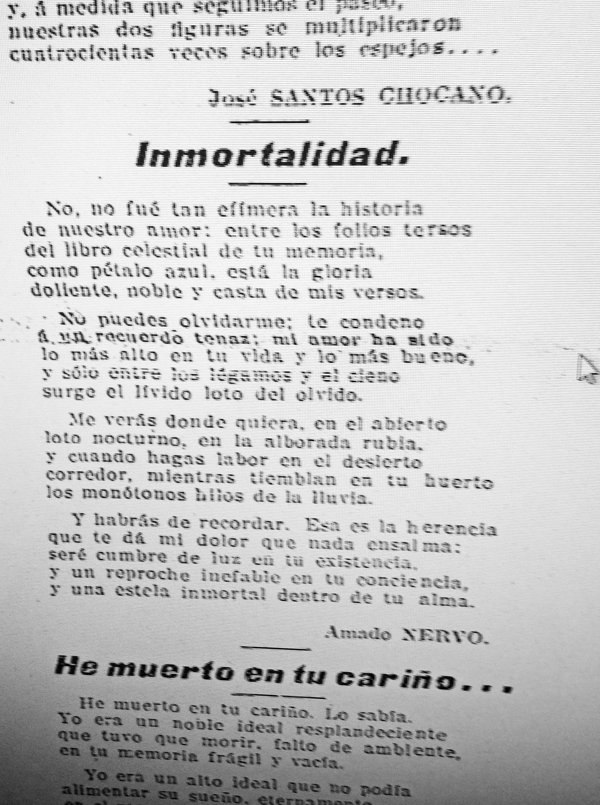 y, á medida que seguimos el paseo,
nuestras dos figuras se multiplicaron
cuatrocientas veces sobre los espejos....
José SANTOS CHOCANO.
Inmortalidad.
No, no fué tan efímera la historia
de nuestro amor: entre los folios tersos
del libro celestial de tu memoria,
como pétalo azul, está la gloria
doliente, noble y casta de mis versos.
No puedes olvidarme; te condeno
á un recuerdo tenaz; mi amor ha sido
lo más alto en tu vida y lo más bueno,
y sólo entre los légamos y el cieno
surge el lívido loto del olvido.
Me verás donde quiera, en el abierto
loto nocturno, en la alborada rubia,
y cuando hagas labor en el desierto
corredor, mientras tiemblan en tu huerto
los monótonos hilos de la lluvia.
Y habrás de recordar. Esa es la herencia
que te dá mi dolor que nada ensalma;
seré cumbre de luz en tu existencia,
y un reproche inefable en tu conciencia,
y una estela inmortal dentro de tu alma.
Amado NERVO.
He muerto en tu cariño...
He muerto en tu cariño. Lo sabía.
Yo era un noble ideal resplandeciente
que tuvo que morir, falto de ambiente,
en tu memoria frágil y vacía.
Yo era un alto ideal que no podía
alimentar su sueño, eternamente